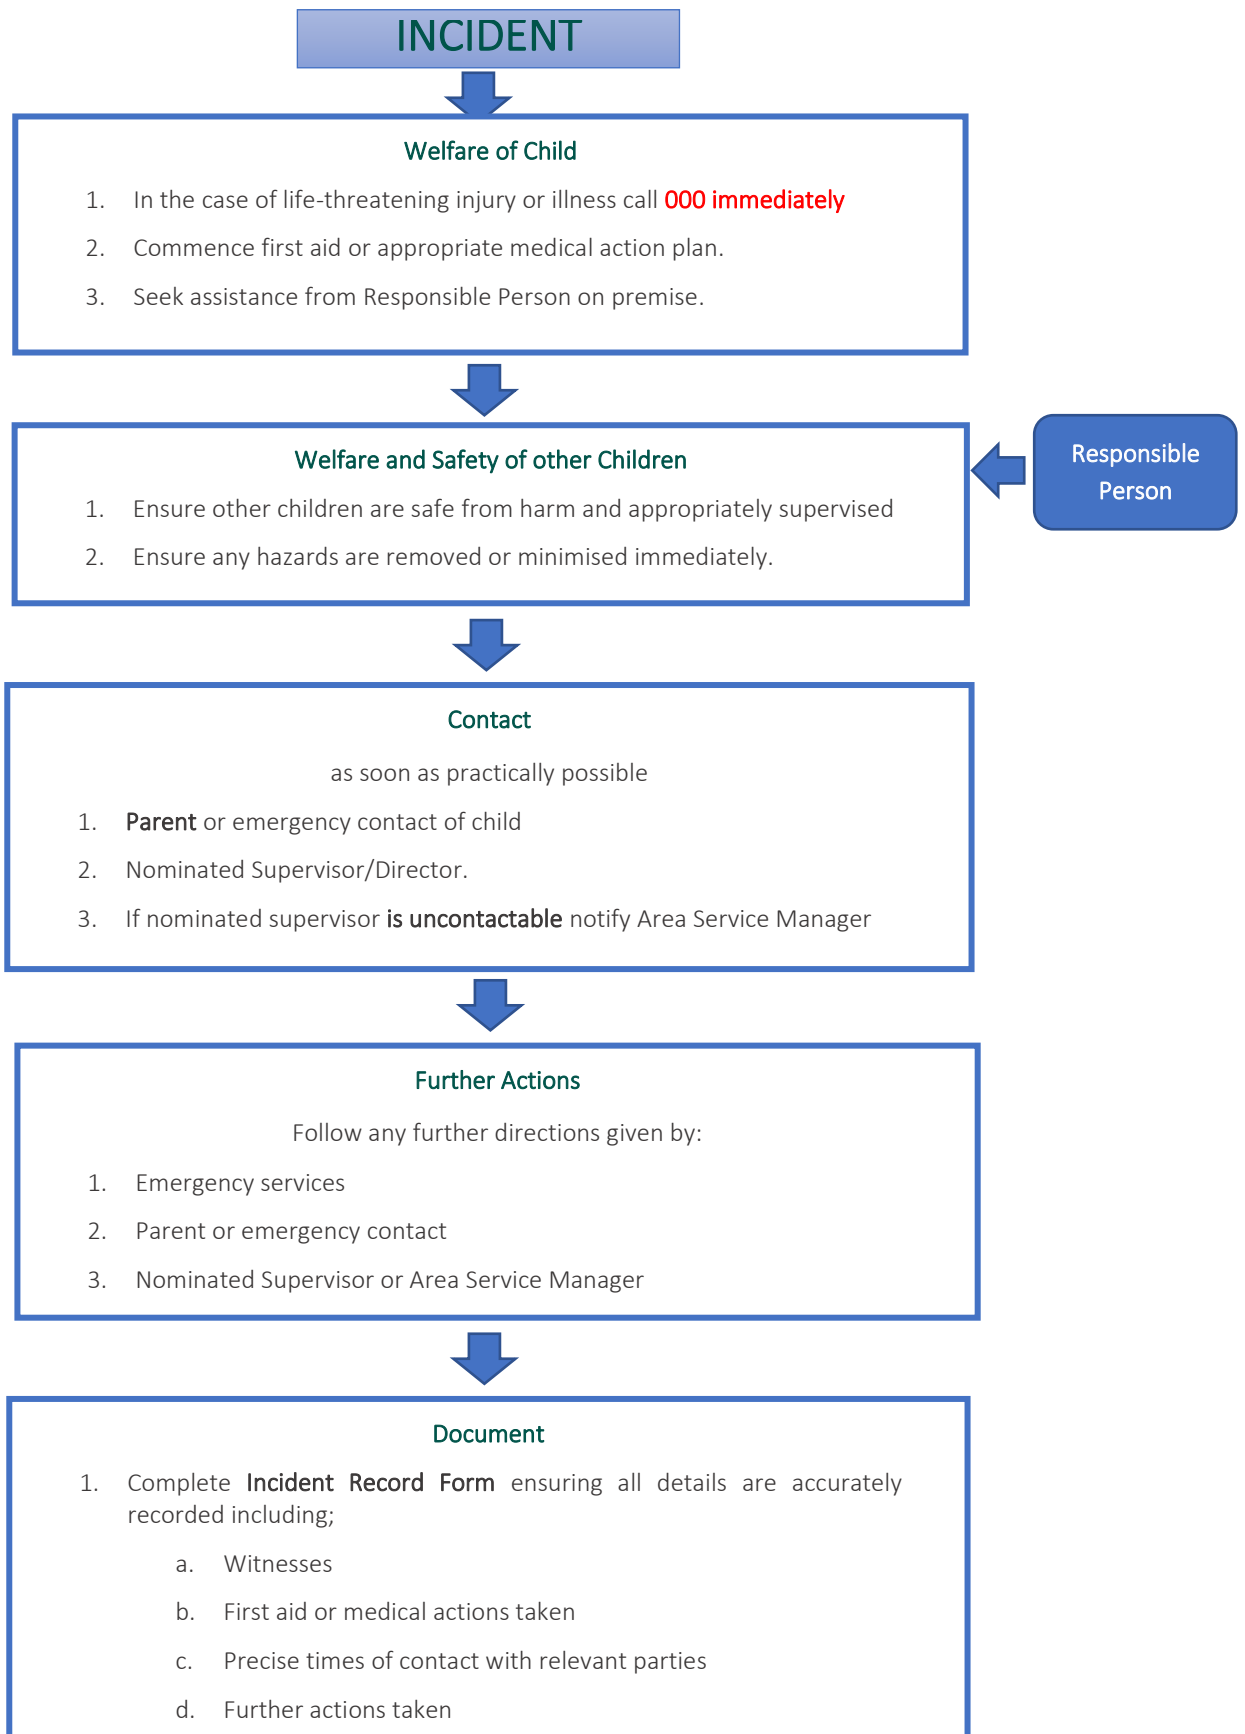 INCIDENT
Welfare of Child
1. In the case of life-threatening injury or illness call 000 immediately
2. Commence first aid or appropriate medical action plan.
3. Seek assistance from Responsible Person on premise.
Welfare and Safety of other Children
1. Ensure other children are safe from harm and appropriately supervised
2. Ensure any hazards are removed or minimised immediately.
Responsible
Person
Contact
as soon as practically possible
1. Parent or emergency contact of child
2. Nominated Supervisor/Director.
3. If nominated supervisor is uncontactable notify Area Service Manager
Further Actions
Follow any further directions given by:
1. Emergency services
2. Parent or emergency contact
3. Nominated Supervisor or Area Service Manager
Document
1. Complete Incident Record Form ensuring all details are accurately
recorded including;
a. Witnesses
b. First aid or medical actions taken
c. Precise times of contact with relevant parties
d. Further actions taken